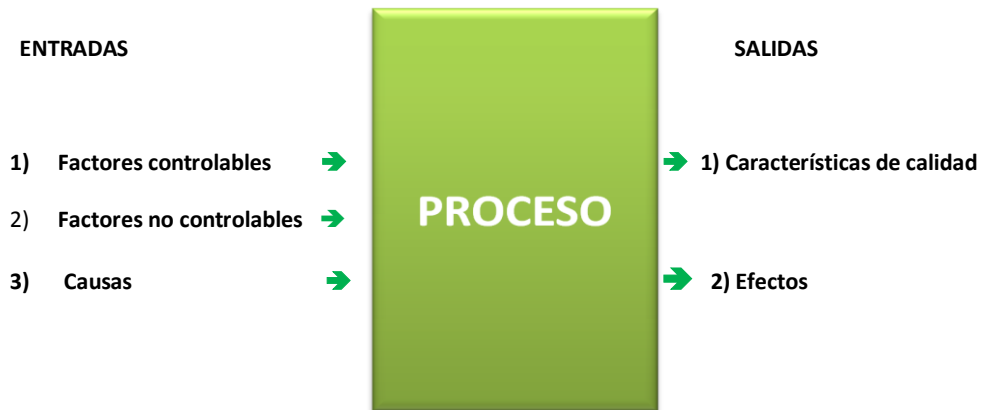 ENTRADAS
SALIDAS
1) Factores controlables
1) Características de calidad
2) Factores no controlables
PROCESO
3) Causas
2) Efectos